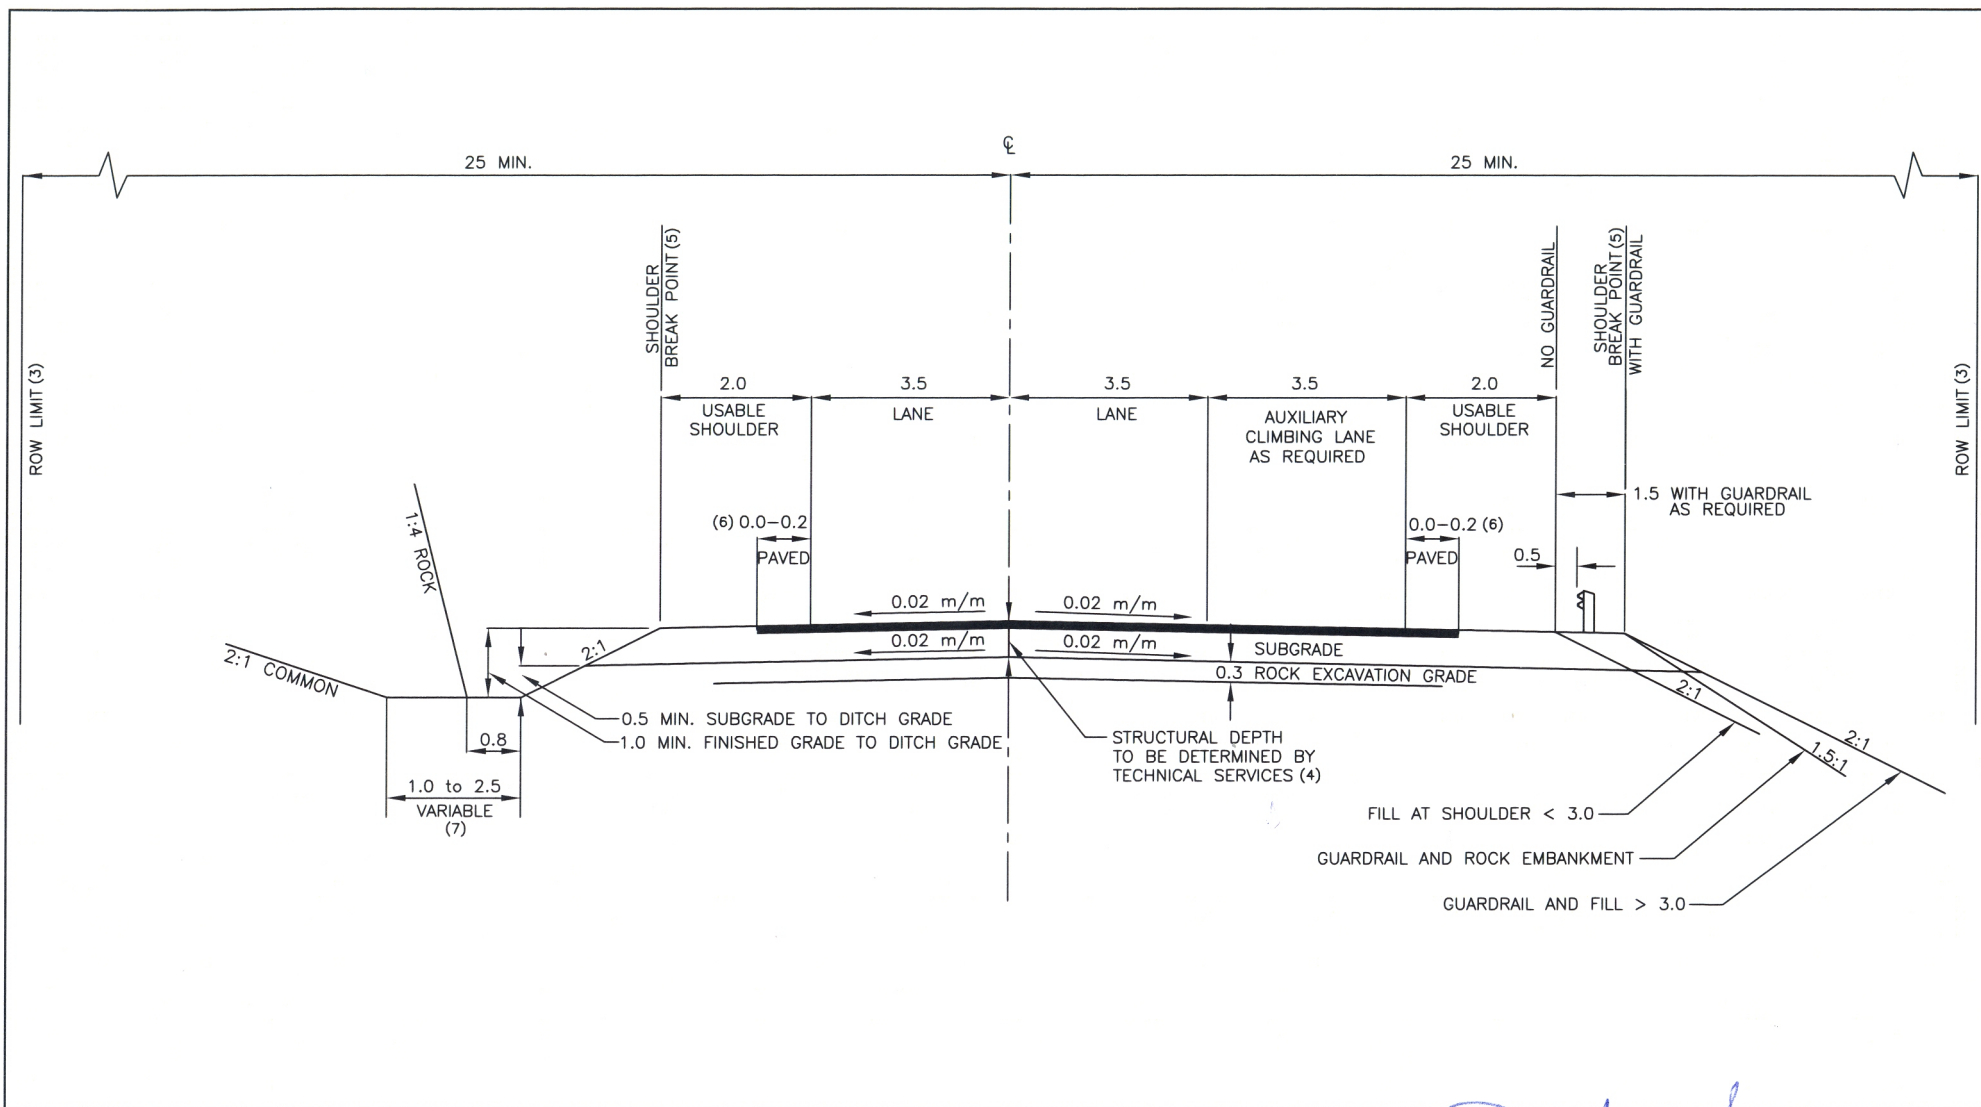 ℄
25 MIN.
25 MIN.
ROW LIMIT (3)
SHOULDER
BREAK POINT (5)
NO GUARDRAIL
SHOULDER
BREAK POINT (5)
WITH GUARDRAIL
ROW LIMIT (3)
2.0
USABLE
SHOULDER
3.5
LANE
3.5
LANE
3.5
AUXILIARY
CLIMBING LANE
AS REQUIRED
2.0
USABLE
SHOULDER
1.5 WITH GUARDRAIL
AS REQUIRED
1:4 ROCK
(6) 0.0-0.2
PAVED
0.0-0.2 (6)
PAVED
0.5
0.02 m/m
0.02 m/m
0.02 m/m
0.02 m/m
SUBGRADE
0.3 ROCK EXCAVATION GRADE
2:1 COMMON
2:1
2:1
0.5 MIN. SUBGRADE TO DITCH GRADE
1.0 MIN. FINISHED GRADE TO DITCH GRADE
0.8
1.0 to 2.5
VARIABLE
(7)
STRUCTURAL DEPTH
TO BE DETERMINED BY
TECHNICAL SERVICES (4)
2:1
1.5:1
FILL AT SHOULDER < 3.0
GUARDRAIL AND ROCK EMBANKMENT
GUARDRAIL AND FILL > 3.0